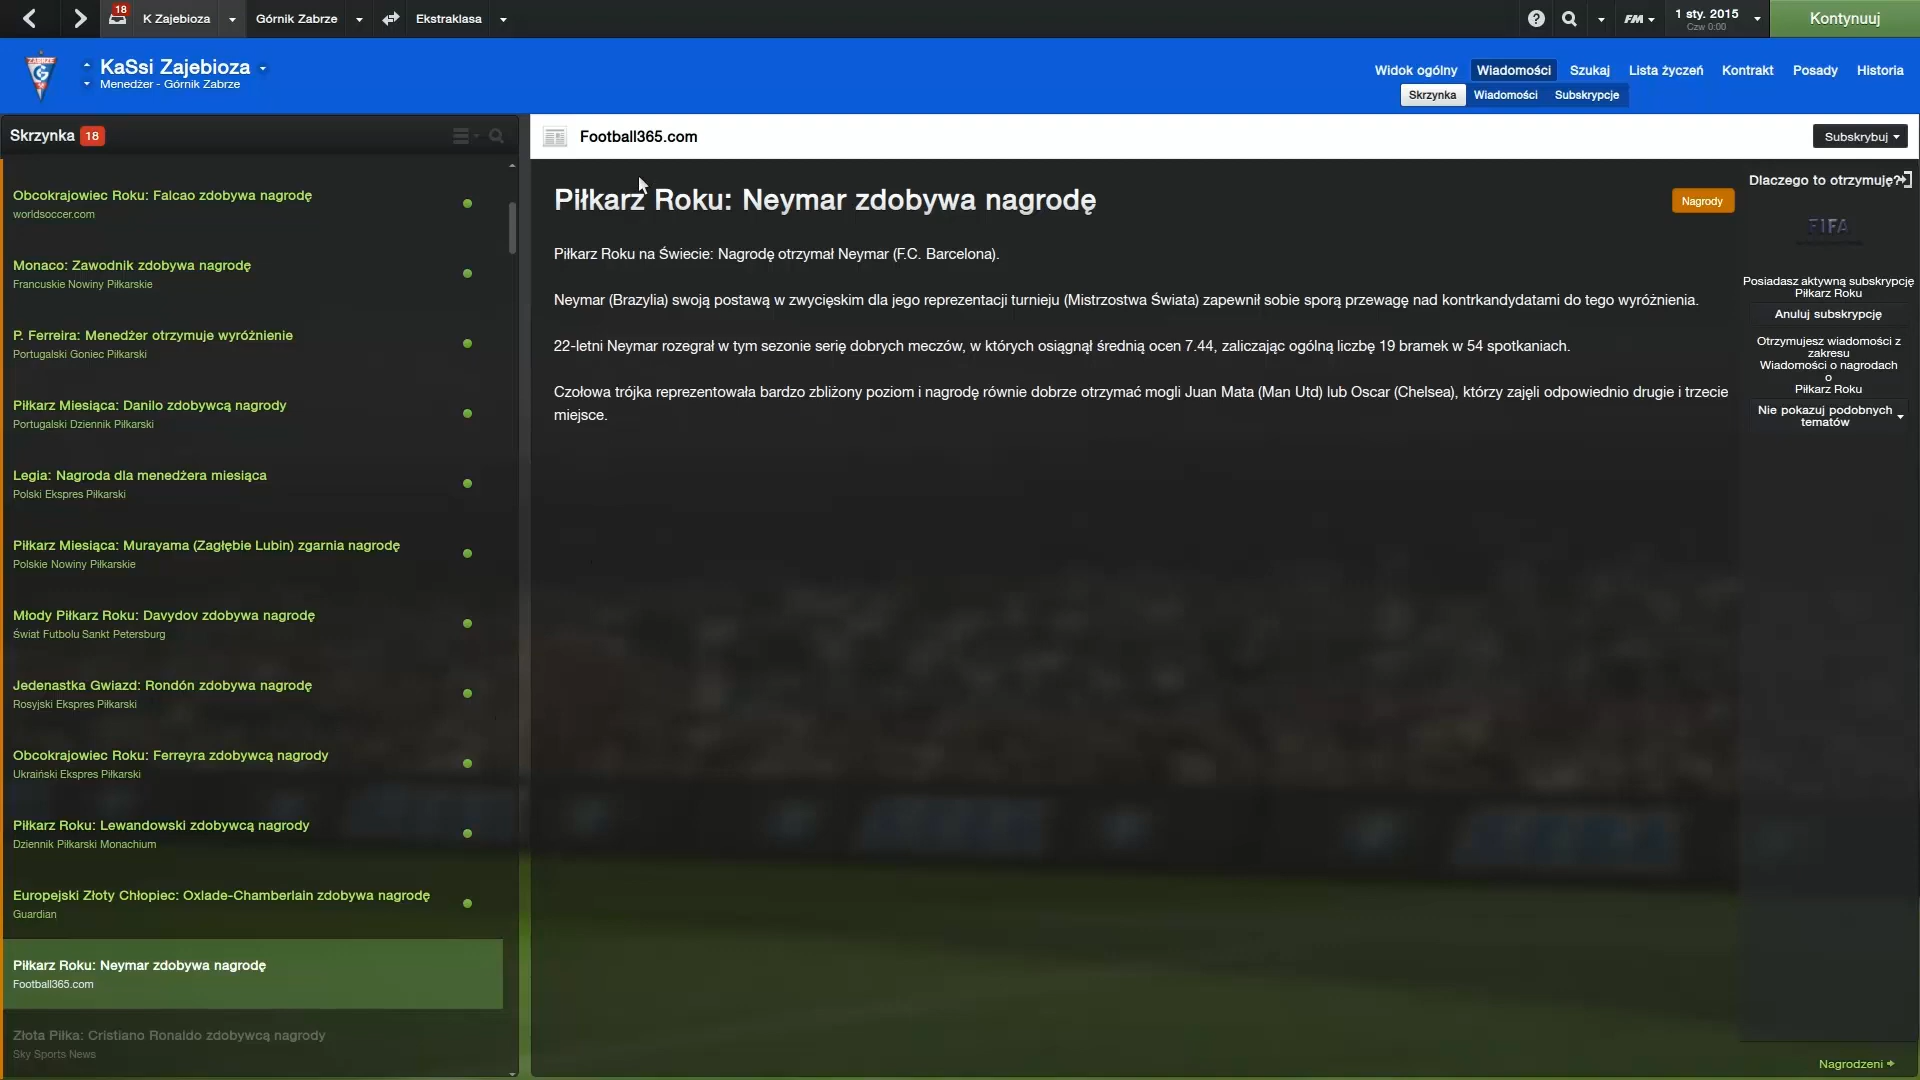 18
K Zajebioza
Górnik Zabrze
Ekstraklasa
FM
1 sty. 2015
Czw 0:00
Kontynuuj
KaSsi Zajebioza
Menedżer - Górnik Zabrze
Widok ogólny
Wiadomości
Szukaj
Lista życzeń
Kontrakt
Posady
Historia
Skrzynka
Wiadomości
Subskrypcje
Skrzynka 18
Obcokrajowiec Roku: Falcao zdobywa nagrodę
worldsoccer.com
Monaco: Zawodnik zdobywa nagrodę
Francuskie Nowiny Piłkarskie
P. Ferreira: Menedżer otrzymuje wyróżnienie
Portugalski Goniec Piłkarski
Piłkarz Miesiąca: Danilo zdobywcą nagrody
Portugalski Dziennik Piłkarski
Legia: Nagroda dla menedżera miesiąca
Polski Ekspres Piłkarski
Piłkarz Miesiąca: Murayama (Zagłębie Lubin) zgarnia nagrodę
Polskie Nowiny Piłkarskie
Młody Piłkarz Roku: Davydov zdobywa nagrodę
Świat Futbolu Sankt Petersburg
Jedenastka Gwiazd: Rondón zdobywa nagrodę
Rosyjski Ekspres Piłkarski
Obcokrajowiec Roku: Ferreyra zdobywcą nagrody
Ukraiński Ekspres Piłkarski
Piłkarz Roku: Lewandowski zdobywcą nagrody
Dziennik Piłkarski Monachium
Europejski Złoty Chłopiec: Oxlade-Chamberlain zdobywa nagrodę
Guardian
Piłkarz Roku: Neymar zdobywa nagrodę
Football365.com
Złota Piłka: Cristiano Ronaldo zdobywcą nagrody
Sky Sports News
Football365.com
Subskrybuj
Piłkarz Roku: Neymar zdobywa nagrodę
Nagrody
Piłkarz Roku na Świecie: Nagrodę otrzymał Neymar (F.C. Barcelona).
Neymar (Brazylia) swoją postawą w zwycięskim dla jego reprezentacji turnieju (Mistrzostwa Świata) zapewnił sobie sporą przewagę nad kontrkandydatami do tego wyróżnienia.
22-letni Neymar rozegrał w tym sezonie serię dobrych meczów, w których osiągnął średnią ocen 7.44, zaliczając ogólną liczbę 19 bramek w 54 spotkaniach.
Czołowa trójka reprezentowała bardzo zbliżony poziom i nagrodę równie dobrze otrzymać mogli Juan Mata (Man Utd) lub Oscar (Chelsea), którzy zajęli odpowiednio drugie i trzecie
miejsce.
Dlaczego to otrzymuję?
FIFA
Posiadasz aktywną subskrypcję
Piłkarz Roku
Anuluj subskrypcję
Otrzymujesz wiadomości z
zakresu
Wiadomości o nagrodach
o
Piłkarz Roku
Nie pokazuj podobnych
tematów
Nagrodzeni